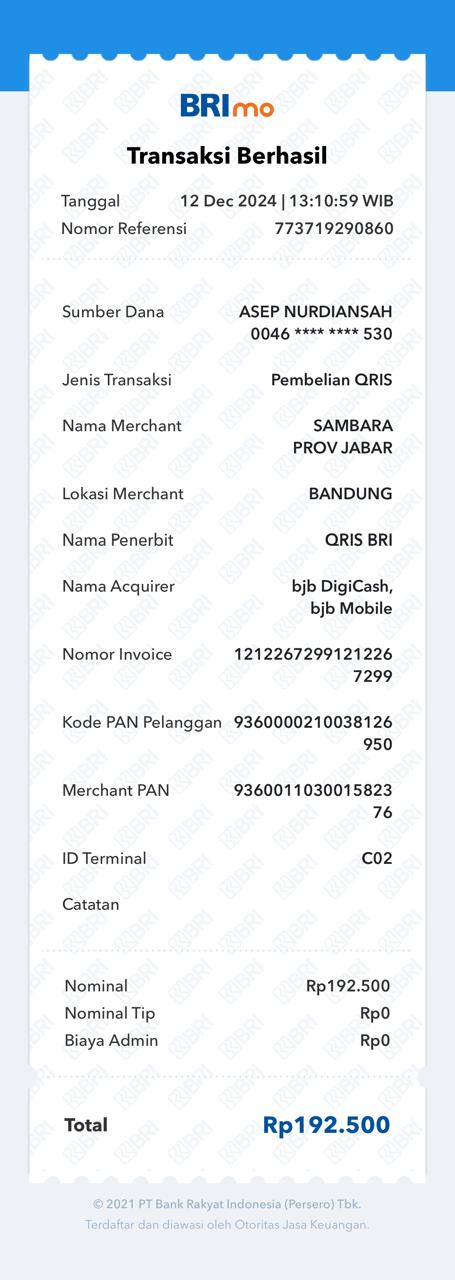 BRImo
Transaksi Berhasil
Tanggal 12 Dec 2024 | 13:10:59 WIB
Nomor Referensi 773719290860
Sumber Dana ASEP NURDIANSAH
0046 **** **** 530
Jenis Transaksi Pembelian QRIS
Nama Merchant SAMBARA
PROV JABAR
Lokasi Merchant BANDUNG
Nama Penerbit QRIS BRI
Nama Acquirer bjb DigiCash,
bjb Mobile
Nomor Invoice 1212267299121226
7299
Kode PAN Pelanggan 9360000210038126
950
Merchant PAN 9360011030015823
76
ID Terminal C02
Catatan
Nominal Rp192.500
Nominal Tip Rp0
Biaya Admin Rp0
Total Rp192.500
© 2021 PT Bank Rakyat Indonesia (Persero) Tbk.
Terdaftar dan diawasi oleh Otoritas Jasa Keuangan.